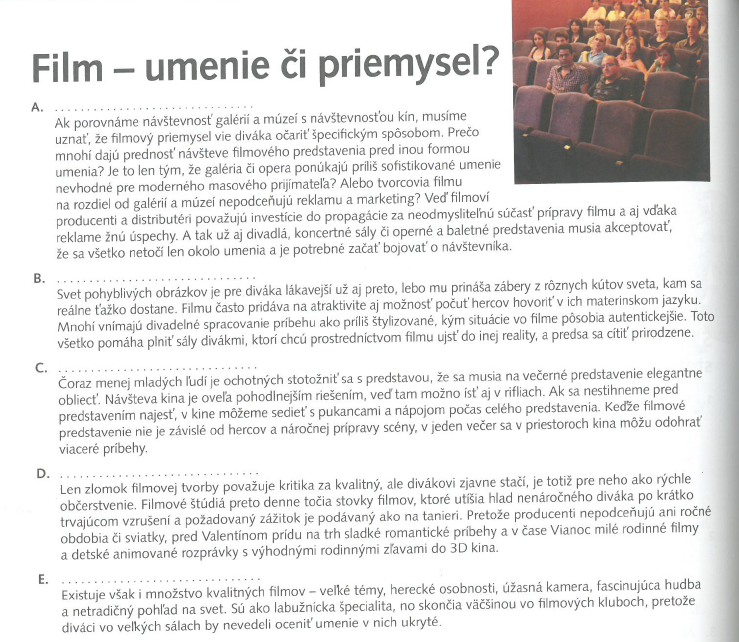 Film – umenie či priemysel?
A. ..............................
Ak porovnáme návštevnosť galérií a múzeí s návštevnosťou kín, musíme
uznať, že filmový priemysel vie diváka očariť špecifickým spôsobom. Prečo
mnohí dajú prednosť návšteve filmového predstavenia pred inou formou
umenia? Je to len tým, že galéria či opera ponúkajú príliš sofistikované umenie
nevhodné pre moderného masového prijímateľa? Alebo tvorcovia filmu
na rozdiel od galérií a múzeí nepodceňujú reklamu a marketing? Veď filmoví
producenti a distribútéri považujú investície do propagácie za neodmysliteľnú súčasť prípravy filmu a aj vďaka
reklame žnú úspechy. A tak už aj divadlá, koncertné sály či operné a baletné predstavenia musia akceptovať,
že sa všetko netočí len okolo umenia a je potrebné začať bojovať o návštevníka.
B. ..............................
Svet pohyblivých obrázkov je pre diváka lákavejší už aj preto, lebo mu prináša zábery z rôznych kútov sveta, kam sa
reálne ťažko dostane. Filmu často pridáva na atraktivite aj možnosť počuť hercov hovoriť v ich materinskom jazyku.
Mnohí vnímajú divadelné spracovanie príbehu ako príliš štylizované, kým situácie vo filme pôsobia autentickejšie. Toto
všetko pomáha plniť sály divákmi, ktorí chcú prostredníctvom filmu ujsť do inej reality, a predsa sa cítiť prirodzene.
C. ..............................
Čoraz menej mladých ľudí je ochotných stotožniť sa s predstavou, že sa musia na večerné predstavenie elegantne
obliecť. Návšteva kina je oveľa pohodlnejším riešením, veď tam možno ísť aj v rifliach. Ak sa nestihneme pred
predstavením najesť, v kine môžeme sedieť s pukancami a nápojom počas celého predstavenia. Keďže filmové
predstavenie nie je závislé od hercov a náročnej prípravy scény, v jeden večer sa v priestoroch kina môžu odohrať
viaceré príbehy.
D. ..............................
Len zlomok filmovej tvorby považuje kritika za kvalitný, ale divákovi zjavne stačí, je totiž pre neho ako rýchle
občerstvenie. Filmové štúdiá preto denne točia stovky filmov, ktoré utíšia hlad nenáročného diváka po krátko
trvajúcom vzrušení a požadovaný zážitok je podávaný ako na tanieri. Pretože producenti nepodceňujú ani ročné
obdobia či sviatky, pred Valentínom prídu na trh sladké romantické príbehy a v čase Vianoc milé rodinné filmy
a detské animované rozprávky s výhodnými rodinnými zľavami do 3D kina.
E. ..............................
Existuje však i množstvo kvalitných filmov – veľké témy, herecké osobnosti, úžasná kamera, fascinujúca hudba
a netradičný pohľad na svet. Sú ako labužnícka špecialita, no skončia väčšinou vo filmových kluboch, pretože
diváci vo veľkých sálach by nevedeli oceniť umenie v nich ukryté.